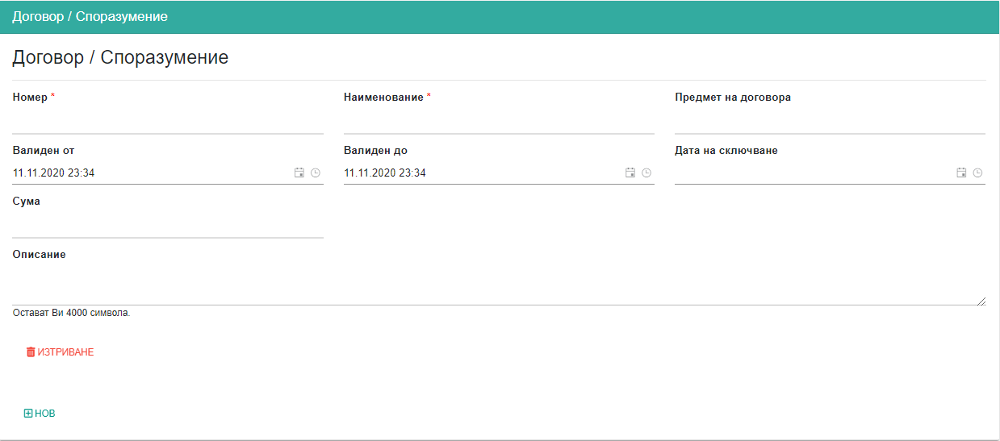 Договор / Споразумение
Договор / Споразумение
Номер *
Наименование *
Предмет на договора
Валиден от
Валиден до
Дата на сключване
11.11.2020 23:34
11.11.2020 23:34
Сума
Описание
Остават Ви 4000 символа.
ИЗТРИВАНЕ
НОВ